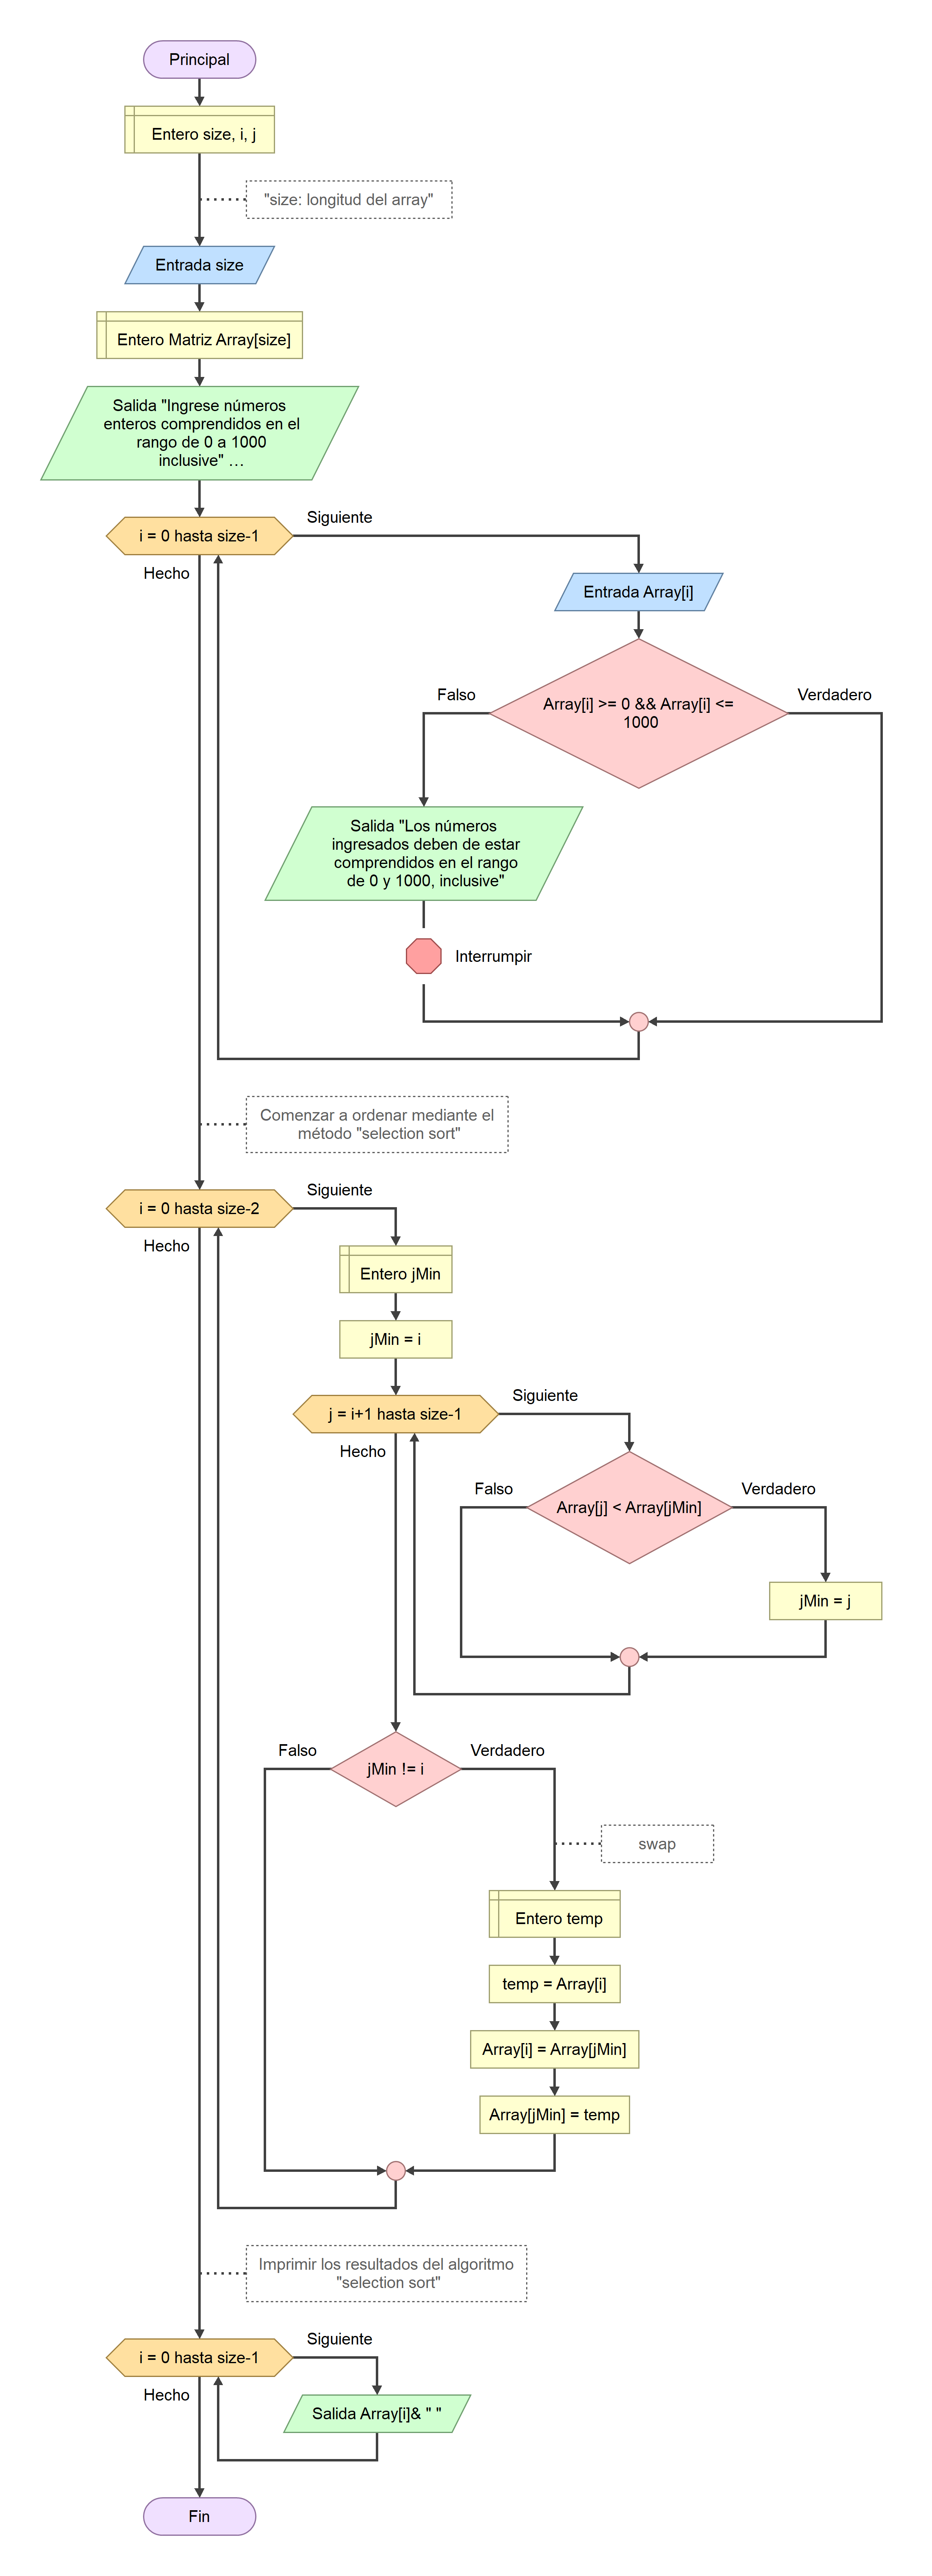 Principal
Entero size, i, j
"size: longitud del array"
Entrada size
Entero Matriz Array[size]
Salida "Ingrese números
enteros comprendidos en el
rango de 0 a 1000
inclusive" …
i = 0 hasta size-1
Siguiente
Hecho
Entrada Array[i]
Array[i] >= 0 && Array[i] <=
1000
Falso
Verdadero
Salida "Los números
ingresados deben de estar
comprendidos en el rango
de 0 y 1000, inclusive"
Interrumpir
Comenzar a ordenar mediante el
método "selection sort"
i = 0 hasta size-2
Siguiente
Hecho
Entero jMin
jMin = i
j = i+1 hasta size-1
Siguiente
Hecho
Falso
Array[j] < Array[jMin]
Verdadero
jMin = j
Falso
jMin != i
Verdadero
swap
Entero temp
temp = Array[i]
Array[i] = Array[jMin]
Array[jMin] = temp
Imprimir los resultados del algoritmo
"selection sort"
i = 0 hasta size-1
Siguiente
Hecho
Salida Array[i]& " "
Fin